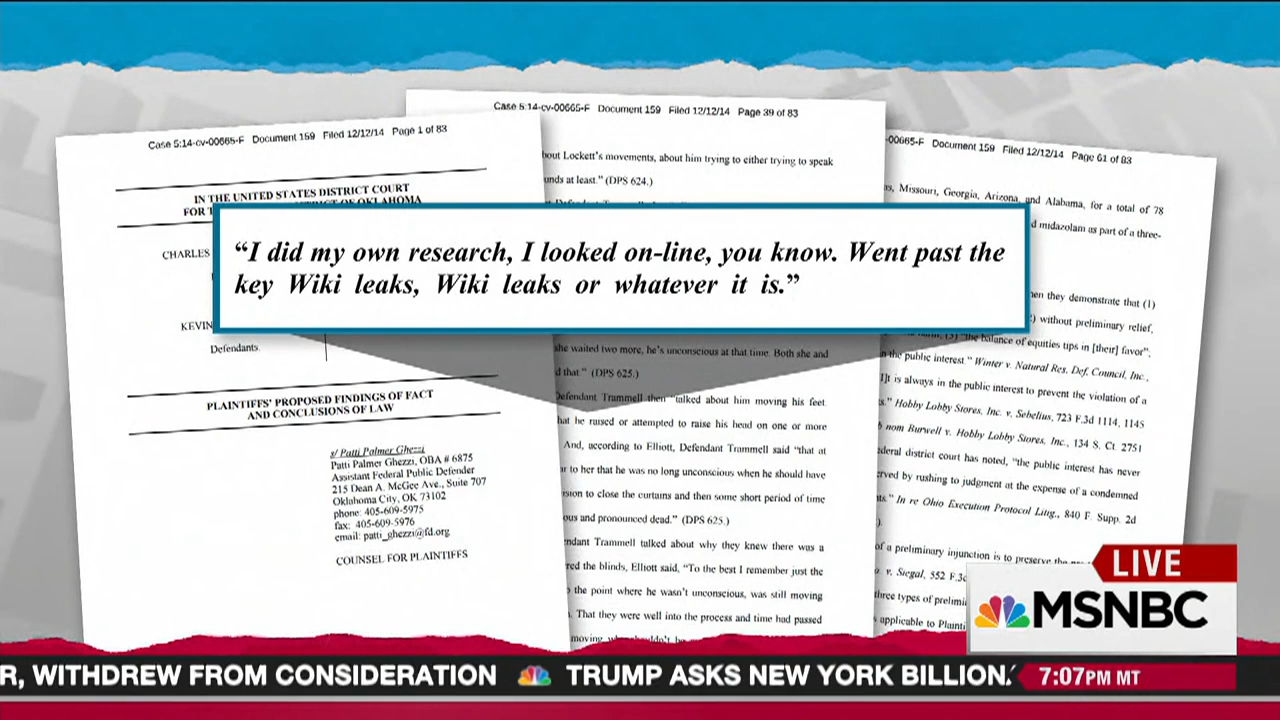 Case 5:14-cv-00665-F Document 159 Filed 12/12/14 Page 1 of 83
IN THE UNITED STATES DISTRICT COURT
CHARLES
KEVIN
Defendants.
PLAINTIFFS' PROPOSED FINDINGS OF FACT
AND CONCLUSIONS OF LAW
s/ Patti Palmer Ghezzi
Patti Palmer Ghezzi, OBA # 6875
Assistant Federal Public Defender
215 Dean A. McGee Ave., Suite 707
Oklahoma City, OK 73102
phone: 405-609-5975
fax: 405-609-5976
email: patti_ghezzi@fd.org
COUNSEL FOR PLAINTIFFS
Case 5:14-cv-00665-F Document 159 Filed 12/12/14 Page 39 of 83
bout Lockett's movements, about him trying to either trying to speak
unds at least." (DPS 624.)
“I did my own research, I looked on-line, you know. Went past the
key Wiki leaks, Wiki leaks or whatever it is.”
she waited two more, he's unconscious at that time. Both she and
d that." (DPS 625.)
Defendant Trammell then "talked about him moving his feet
hat he raised or attempted to raise his head on one or more
And, according to Elliott, Defendant Trammell said "that at
ar to her that he was no long unconscious when he should have
ision to close the curtains and then some short period of time
ous and pronounced dead." (DPS 625.)
ndant Trammell talked about why they knew there was a
red the blinds, Elliott said, "To the best I remember just the
o the point where he wasn't unconscious, was still moving
. That they were well into the process and time had passed
moving
-00665-F Document 159 Filed 12/12/14 Page 61 of 83
as, Missouri, Georgia, Arizona, and Alabama, for a total of 78
d midazolam as part of a three-
en they demonstrate that (1)
) without preliminary relief,
(3) "the balance of equities tips in [their] favor";
n the public interest." Winter v. Natural Res. Def. Council, Inc.,
I]t is always in the public interest to prevent the violation of a
s." Hobby Lobby Stores, Inc. v. Sebelius, 723 F.3d 1114, 1145
b nom Burwell v. Hobby Lobby Stores, Inc., 134 S. Ct. 2751
ederal district court has noted, "the public interest has never
rved by rushing to judgment at the expense of a condemned
ts." In re Ohio Execution Protocol Litig., 840 F. Supp. 2d
).
of a preliminary injunction is to preserve the
v. Siegal, 552 F.3d
three types of prelimi
applicable to Plainti
LIVE
MSNBC
R, WITHDREW FROM CONSIDERATION TRUMP ASKS NEW YORK BILLION
7:07PM MT